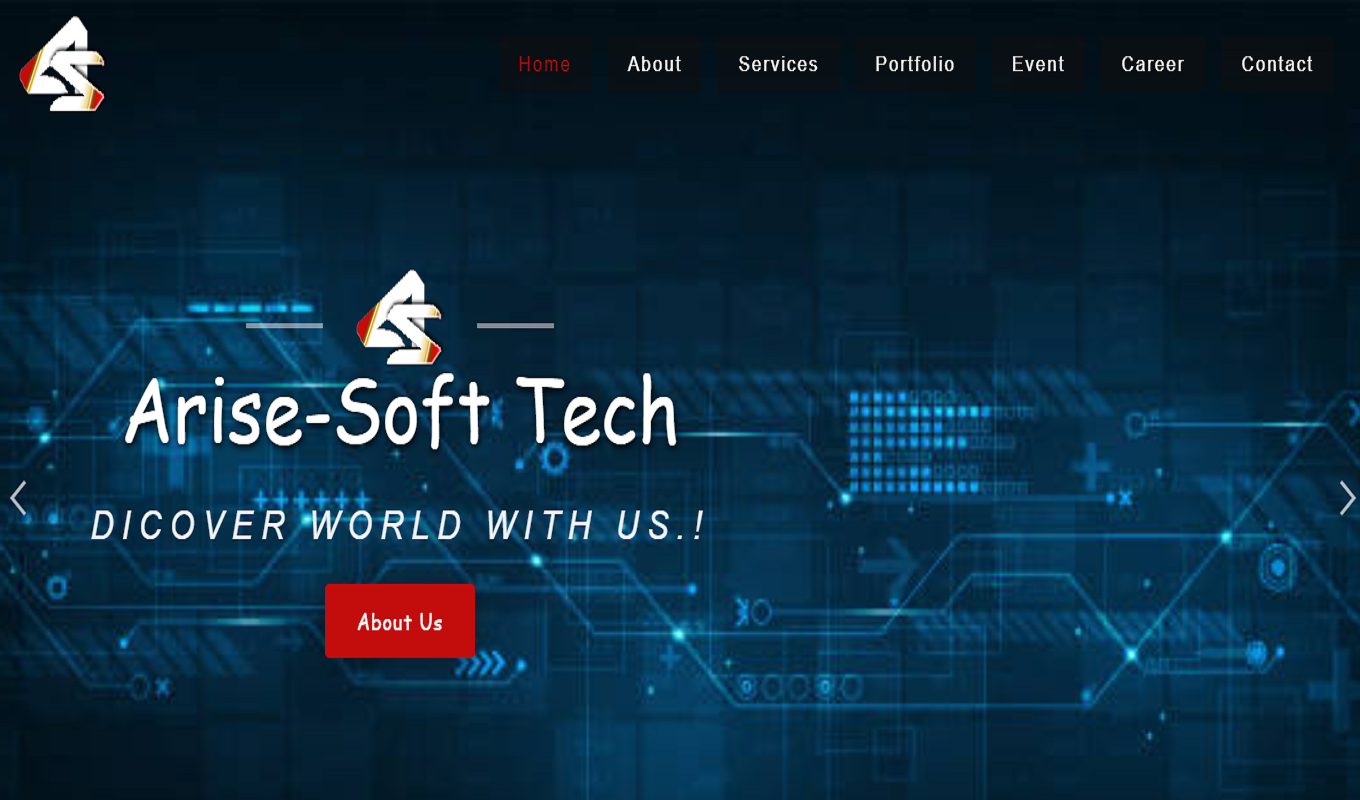 Home About Services Portfolio Event Career Contact
Arise-Soft Tech
DICOVER WORLD WITH US.!
About Us